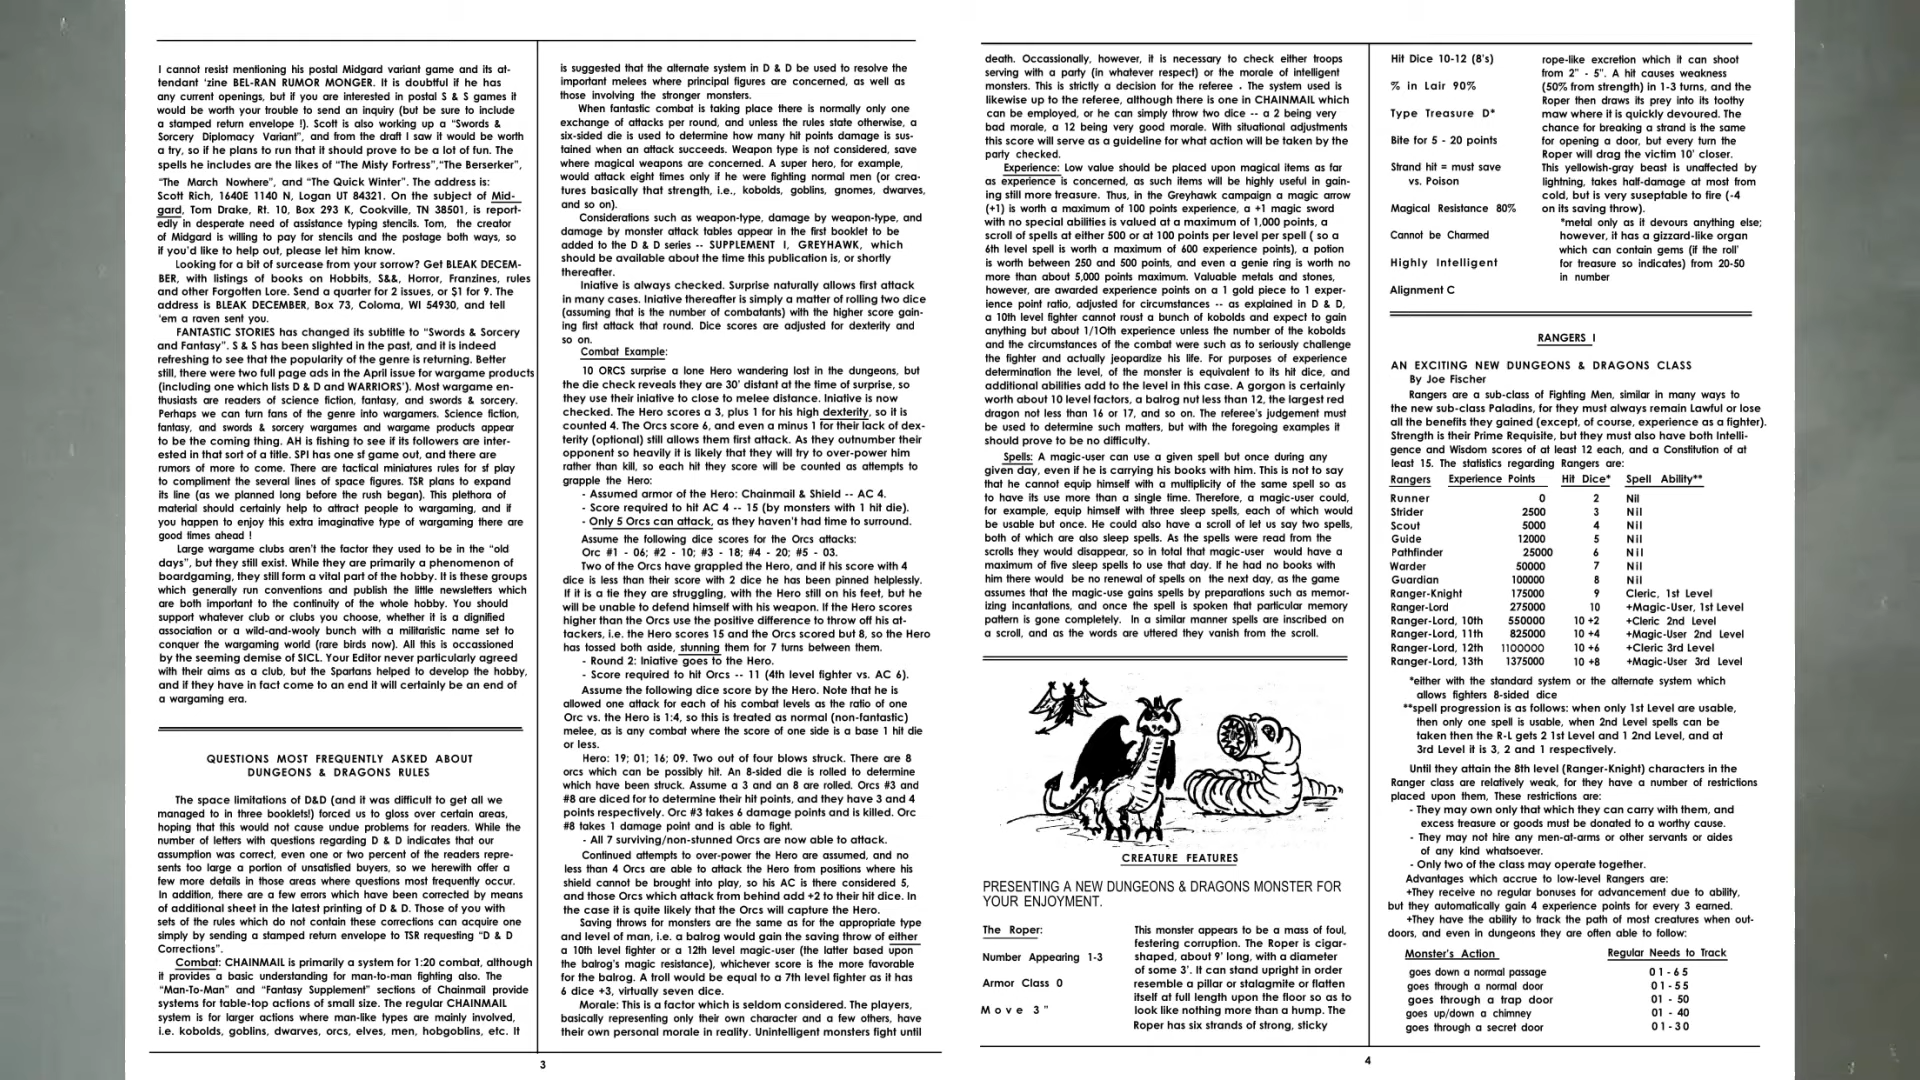 I cannot resist mentioning his postal Midgard variant game and its at-
tendant 'zine BEL-RAN RUMOR MONGER. It is doubtful if he has
any current openings, but if you are interested in postal S & S games it
would be worth your trouble to send an inquiry (but be sure to include
a stamped return envelope !). Scott is also working up a "Swords &
Sorcery Diplomacy Variant", and from the draft I saw it would be worth
a try, so if he plans to run that it should prove to be a lot of fun. The
spells he includes are the likes of "The Misty Fortress","The Berserker",
"The March Nowhere", and "The Quick Winter". The address is:
Scott Rich, 1640E 1140 N, Logan UT 84321. On the subject of Mid-
gard, Tom Drake, Rt. 10, Box 293 K, Cookville, TN 38501, is report-
edly in desperate need of assistance typing stencils. Tom, the creator
of Midgard is willing to pay for stencils and the postage both ways, so
if you'd like to help out, please let him know.
Looking for a bit of surcease from your sorrow? Get BLEAK DECEM-
BER, with listings of books on Hobbits, S&&, Horror, Franzines, rules
and other Forgotten Lore. Send a quarter for 2 issues, or $1 for 9. The
address is BLEAK DECEMBER, Box 73, Coloma, WI 54930, and tell
'em a raven sent you.
FANTASTIC STORIES has changed its subtitle to "Swords & Sorcery
and Fantasy". S & S has been slighted in the past, and it is indeed
refreshing to see that the popularity of the genre is returning. Better
still, there were two full page ads in the April issue for wargame products
(including one which lists D & D and WARRIORS'). Most wargame en-
thusiasts are readers of science fiction, fantasy, and swords & sorcery.
Perhaps we can turn fans of the genre into wargamers. Science fiction,
fantasy, and swords & sorcery wargames and wargame products appear
to be the coming thing. AH is fishing to see if its followers are inter-
ested in that sort of a title. SPI has one sf game out, and there are
rumors of more to come. There are tactical miniatures rules for sf play
to compliment the several lines of space figures. TSR plans to expand
its line (as we planned long before the rush began). This plethora of
material should certainly help to attract people to wargaming, and if
you happen to enjoy this extra imaginative type of wargaming there are
good times ahead !
Large wargame clubs aren't the factor they used to be in the "old
days", but they still exist. While they are primarily a phenomenon of
boardgaming, they still form a vital part of the hobby. It is these groups
which generally run conventions and publish the little newsletters which
are both important to the continuity of the whole hobby. You should
support whatever club or clubs you choose, whether it is a dignified
association or a wild-and-wooly bunch with a militaristic name set to
conquer the wargaming world (rare birds now). All this is occassioned
by the seeming demise of SICL. Your Editor never particularly agreed
with their aims as a club, but the Spartans helped to develop the hobby,
and if they have in fact come to an end it will certainly be an end of
a wargaming era.
QUESTIONS MOST FREQUENTLY ASKED ABOUT
DUNGEONS & DRAGONS RULES
The space limitations of D&D (and it was difficult to get all we
managed to in three booklets!) forced us to gloss over certain areas,
hoping that this would not cause undue problems for readers. While the
number of letters with questions regarding D & D indicates that our
assumption was correct, even one or two percent of the readers repre-
sents too large a portion of unsatisfied buyers, so we herewith offer a
few more details in those areas where questions most frequently occur.
In addition, there are a few errors which have been corrected by means
of additional sheet in the latest printing of D & D. Those of you with
sets of the rules which do not contain these corrections can acquire one
simply by sending a stamped return envelope to TSR requesting "D & D
Corrections".
Combat: CHAINMAIL is primarily a system for 1:20 combat, although
it provides a basic understanding for man-to-man fighting also. The
"Man-To-Man" and "Fantasy Supplement" sections of Chainmail provide
systems for table-top actions of small size. The regular CHAINMAIL
system is for larger actions where man-like types are mainly involved,
i.e. kobolds, goblins, dwarves, orcs, elves, men, hobgoblins, etc. It
3
is suggested that the alternate system in D & D be used to resolve the
important melees where principal figures are concerned, as well as
those involving the stronger monsters.
When fantastic combat is taking place there is normally only one
exchange of attacks per round, and unless the rules state otherwise, a
six-sided die is used to determine how many hit points damage is sus-
tained when an attack succeeds. Weapon type is not considered, save
where magical weapons are concerned. A super hero, for example,
would attack eight times only if he were fighting normal men (or crea-
tures basically that strength, i.e., kobolds, goblins, gnomes, dwarves,
and so on).
Considerations such as weapon-type, damage by weapon-type, and
damage by monster attack tables appear in the first booklet to be
added to the D & D series -- SUPPLEMENT I, GREYHAWK, which
should be available about the time this publication is, or shortly
thereafter.
Iniative is always checked. Surprise naturally allows first attack
in many cases. Iniative thereafter is simply a matter of rolling two dice
(assuming that is the number of combatants) with the higher score gain-
ing first attack that round. Dice scores are adjusted for dexterity and
so on.
Combat Example:
10 ORCS surprise a lone Hero wandering lost in the dungeons, but
the die check reveals they are 30' distant at the time of surprise, so
they use their iniative to close to melee distance. Iniative is now
checked. The Hero scores a 3, plus 1 for his high dexterity, so it is
counted 4. The Orcs score 6, and even a minus 1 for their lack of dex-
terity (optional) still allows them first attack. As they outnumber their
opponent so heavily it is likely that they will try to over-power him
rather than kill, so each hit they score will be counted as attempts to
grapple the Hero:
- Assumed armor of the Hero: Chainmail & Shield -- AC 4.
- Score required to hit AC 4 -- 15 (by monsters with 1 hit die).
- Only 5 Orcs can attack, as they haven't had time to surround.
Assume the following dice scores for the Orcs attacks:
Orc #1 - 06; #2 - 10; #3 - 18; #4 - 20; #5 - 03.
Two of the Orcs have grappled the Hero, and if his score with 4
dice is less than their score with 2 dice he has been pinned helplessly.
If it is a tie they are struggling, with the Hero still on his feet, but he
will be unable to defend himself with his weapon. If the Hero scores
higher than the Orcs use the positive difference to throw off his at-
tackers, i.e. the Hero scores 15 and the Orcs scored but 8, so the Hero
has tossed both aside, stunning them for 7 turns between them.
- Round 2: Iniative goes to the Hero.
- Score required to hit Orcs -- 11 (4th level fighter vs. AC 6).
Assume the following dice score by the Hero. Note that he is
allowed one attack for each of his combat levels as the ratio of one
Orc vs. the Hero is 1:4, so this is treated as normal (non-fantastic)
melee, as is any combat where the score of one side is a base 1 hit die
or less.
Hero: 19; 01; 16; 09. Two out of four blows struck. There are 8
orcs which can be possibly hit. An 8-sided die is rolled to determine
which have been struck. Assume a 3 and an 8 are rolled. Orcs #3 and
#8 are diced for to determine their hit points, and they have 3 and 4
points respectively. Orc #3 takes 6 damage points and is killed. Orc
#8 takes 1 damage point and is able to fight.
- All 7 surviving/non-stunned Orcs are now able to attack.
Continued attempts to over-power the Hero are assumed, and no
less than 4 Orcs are able to attack the Hero from positions where his
shield cannot be brought into play, so his AC is there considered 5,
and those Orcs which attack from behind add +2 to their hit dice. In
the case it is quite likely that the Orcs will capture the Hero.
Saving throws for monsters are the same as for the appropriate type
and level of man, i.e. a balrog would gain the saving throw of either
a 10th level fighter or a 12th level magic-user (the latter based upon
the balrog's magic resistance), whichever score is the more favorable
for the balrog. A troll would be equal to a 7th level fighter as it has
6 dice +3, virtually seven dice.
Morale: This is a factor which is seldom considered. The players,
basically representing only their own character and a few others, have
their own personal morale in reality. Unintelligent monsters fight until
death. Occassionally, however, it is necessary to check either troops
serving with a party (in whatever respect) or the morale of intelligent
monsters. This is strictly a decision for the referee . The system used is
likewise up to the referee, although there is one in CHAINMAIL which
can be employed, or he can simply throw two dice -- a 2 being very
bad morale, a 12 being very good morale. With situational adjustments
this score will serve as a guideline for what action will be taken by the
party checked.
Experience: Low value should be placed upon magical items as far
as experience is concerned, as such items will be highly useful in gain-
ing still more treasure. Thus, in the Greyhawk campaign a magic arrow
(+1) is worth a maximum of 100 points experience, a +1 magic sword
with no special abilities is valued at a maximum of 1,000 points, a
scroll of spells at either 500 or at 100 points per level per spell ( so a
6th level spell is worth a maximum of 600 experience points), a potion
is worth between 250 and 500 points, and even a genie ring is worth no
more than about 5,000 points maximum. Valuable metals and stones,
however, are awarded experience points on a 1 gold piece to 1 exper-
ience point ratio, adjusted for circumstances -- as explained in D & D,
a 10th level fighter cannot roust a bunch of kobolds and expect to gain
anything but about 1/10th experience unless the number of the kobolds
and the circumstances of the combat were such as to seriously challenge
the fighter and actually jeopardize his life. For purposes of experience
determination the level, of the monster is equivalent to its hit dice, and
additional abilities add to the level in this case. A gorgon is certainly
worth about 10 level factors, a balrog nut less than 12, the largest red
dragon not less than 16 or 17, and so on. The referee's judgement must
be used to determine such matters, but with the foregoing examples it
should prove to be no difficulty.
Spells: A magic-user can use a given spell but once during any
given day, even if he is carrying his books with him. This is not to say
that he cannot equip himself with a multiplicity of the same spell so as
to have its use more than a single time. Therefore, a magic-user could,
for example, equip himself with three sleep spells, each of which would
be usable but once. He could also have a scroll of let us say two spells,
both of which are also sleep spells. As the spells were read from the
scrolls they would disappear, so in total that magic-user would have a
maximum of five sleep spells to use that day. If he had no books with
him there would be no renewal of spells on the next day, as the game
assumes that the magic-use gains spells by preparations such as memor-
izing incantations, and once the spell is spoken that particular memory
pattern is gone completely. In a similar manner spells are inscribed on
a scroll, and as the words are uttered they vanish from the scroll.
CREATURE FEATURES
PRESENTING A NEW DUNGEONS & DRAGONS MONSTER FOR
YOUR ENJOYMENT.
The Roper:
Number Appearing 1-3
Armor Class 0
Move 3"
This monster appears to be a mass of foul,
festering corruption. The Roper is cigar-
shaped, about 9' long, with a diameter
of some 3'. It can stand upright in order
resemble a pillar or stalagmite or flatten
itself at full length upon the floor so as to
look like nothing more than a hump. The
Roper has six strands of strong, sticky
Hit Dice 10-12 (8's)
% in Lair 90%
Type Treasure D*
Bite for 5 - 20 points
Strand hit = must save
vs. Poison
Magical Resistance 80%
Cannot be Charmed
Highly Intelligent
Alignment C
rope-like excretion which it can shoot
from 2" - 5". A hit causes weakness
(50% from strength) in 1-3 turns, and the
Roper then draws its prey into its toothy
maw where it is quickly devoured. The
chance for breaking a strand is the same
for opening a door, but every turn the
Roper will drag the victim 10' closer.
This yellowish-gray beast is unaffected by
lightning, takes half-damage at most from
cold, but is very suseptable to fire (-4
on its saving throw).
*metal only as it devours anything else;
however, it has a gizzard-like organ
which can contain gems (if the roll'
for treasure so indicates) from 20-50
in number
RANGERS I
AN EXCITING NEW DUNGEONS & DRAGONS CLASS
By Joe Fischer
Rangers are a sub-class of Fighting Men, similar in many ways to
the new sub-class Paladins, for they must always remain Lawful or lose
all the benefits they gained (except, of course, experience as a fighter).
Strength is their Prime Requisite, but they must also have both Intelli-
gence and Wisdom scores of at least 12 each, and a Constitution of at
least 15. The statistics regarding Rangers are:
Rangers Experience Points Hit Dice* Spell Ability**
Runner 0 2 Nil
Strider 2500 3 Nil
Scout 5000 4 Nil
Guide 12000 5 Nil
Pathfinder 25000 6 Nil
Warder 50000 7 Nil
Guardian 100000 8 Nil
Ranger-Knight 175000 9 Cleric, 1st Level
Ranger-Lord 275000 10 +Magic-User, 1st Level
Ranger-Lord, 10th 550000 10 +2 +Cleric 2nd Level
Ranger-Lord, 11th 825000 10 +4 +Magic-User 2nd Level
Ranger-Lord, 12th 1100000 10 +6 +Cleric 3rd Level
Ranger-Lord, 13th 1375000 10 +8 +Magic-User 3rd Level
*either with the standard system or the alternate system which
allows fighters 8-sided dice
**spell progression is as follows: when only 1st Level are usable,
then only one spell is usable, when 2nd Level spells can be
taken then the R-L gets 2 1st Level and 1 2nd Level, and at
3rd Level it is 3, 2 and 1 respectively.
Until they attain the 8th level (Ranger-Knight) characters in the
Ranger class are relatively weak, for they have a number of restrictions
placed upon them, These restrictions are:
- They may own only that which they can carry with them, and
excess treasure or goods must be donated to a worthy cause.
- They may not hire any men-at-arms or other servants or aides
of any kind whatsoever.
- Only two of the class may operate together.
Advantages which accrue to low-level Rangers are:
+They receive no regular bonuses for advancement due to ability,
but they automatically gain 4 experience points for every 3 earned.
+They have the ability to track the path of most creatures when out-
doors, and even in dungeons they are often able to follow:
Monster's Action Regular Needs to Track
goes down a normal passage 01-65
goes through a normal door 01-55
goes through a trap door 01 - 50
goes up/down a chimney 01 - 40
goes through a secret door 01-30
4